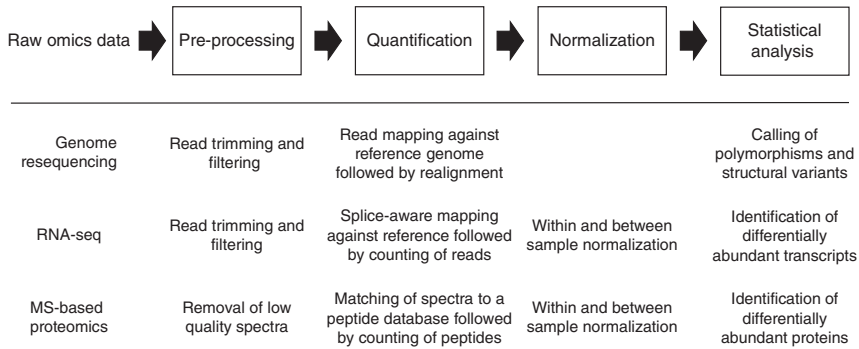 Raw omics data
Pre-processing
Quantification
Normalization
Statistical
analysis
Genome
resequencing
Read trimming and
filtering
Read mapping against
reference genome
followed by realignment
Calling of
polymorphisms and
structural variants
RNA-seq
Read trimming and
filtering
Splice-aware mapping
against reference followed
by counting of reads
Within and between
sample normalization
Identification of
differentially
abundant transcripts
MS-based
proteomics
Removal of low
quality spectra
Matching of spectra to a
peptide database followed
by counting of peptides
Within and between
sample normalization
Identification of
differentially
abundant proteins